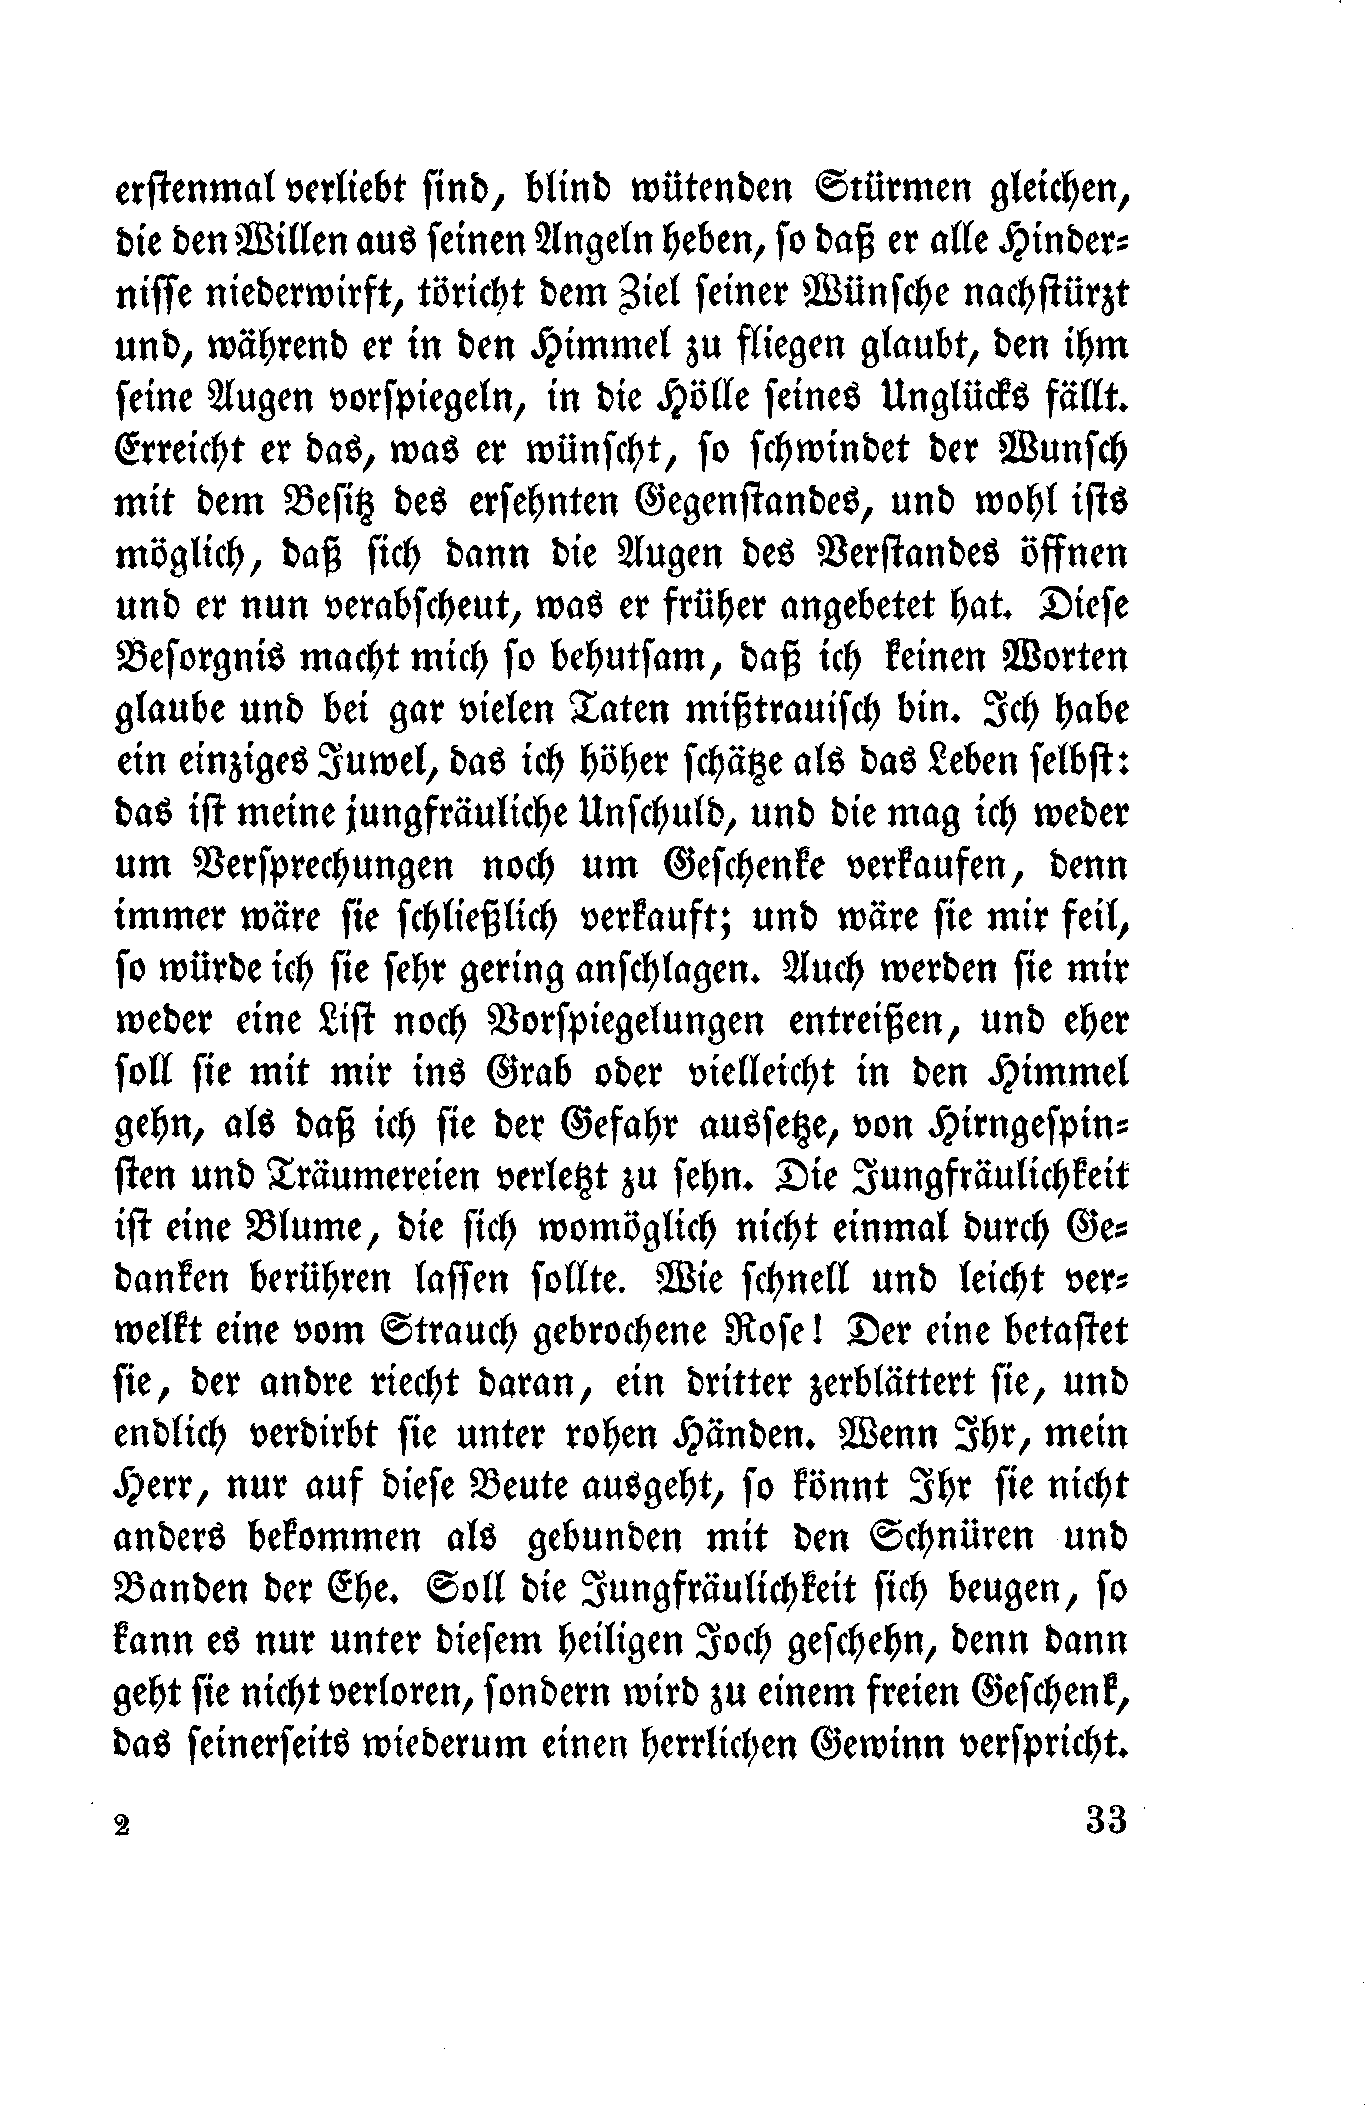 erstenmal verliebt sind, blind wütenden Stürmen gleichen,
die den Willen aus seinen Angeln heben, so daß er alle Hinder-
nisse niederwirft, töricht dem Ziel seiner Wünsche nachstürzt
und, während er in den Himmel zu fliegen glaubt, den ihm
seine Augen vorspiegeln, in die Hölle seines Unglücks fällt.
Erreicht er das, was er wünscht, so schwindet der Wunsch
mit dem Besitz des ersehnten Gegenstandes, und wohl ists
möglich, daß sich dann die Augen des Verstandes öffnen
und er nun verabscheut, was er früher angebetet hat. Diese
Besorgnis macht mich so behutsam, daß ich keinen Worten
glaube und bei gar vielen Taten mißtrauisch bin. Ich habe
ein einziges Juwel, das ich höher schätze als das Leben selbst:
das ist meine jungfräuliche Unschuld, und die mag ich weder
um Versprechungen noch um Geschenke verkaufen, denn
immer wäre sie schließlich verkauft; und wäre sie mir feil,
so würde ich sie sehr gering anschlagen. Auch werden sie mir
weder eine List noch Vorspiegelungen entreißen, und eher
soll sie mit mir ins Grab oder vielleicht in den Himmel
gehn, als daß ich sie der Gefahr aussetze, von Hirngespin-
sten und Träumereien verletzt zu sehn. Die Jungfräulichkeit
ist eine Blume, die sich womöglich nicht einmal durch Ge-
danken berühren lassen sollte. Wie schnell und leicht ver-
welkt eine vom Strauch gebrochene Rose! Der eine betastet
sie, der andre riecht daran, ein dritter zerblättert sie, und
endlich verdirbt sie unter rohen Händen. Wenn Ihr, mein
Herr, nur auf diese Beute ausgeht, so könnt Ihr sie nicht
anders bekommen als gebunden mit den Schnüren und
Banden der Ehe. Soll die Jungfräulichkeit sich beugen, so
kann es nur unter diesem heiligen Joch geschehn, denn dann
geht sie nicht verloren, sondern wird zu einem freien Geschenk,
das seinerseits wiederum einen herrlichen Gewinn verspricht.
2 33